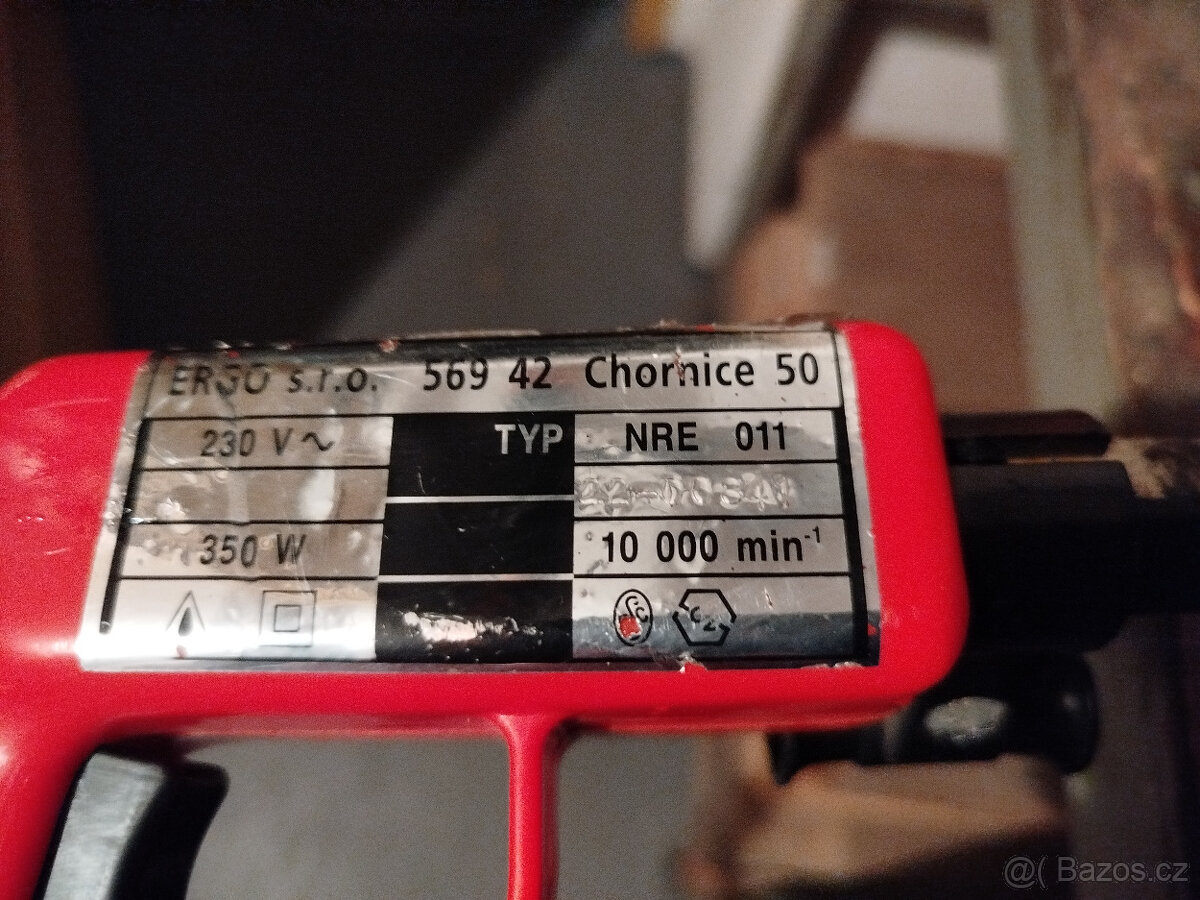 ERGO s.r.o. 569 42 Chornice 50
230 V ~ TYP NRE 011
350 W 10 000 min⁻¹
@( Bazos.cz